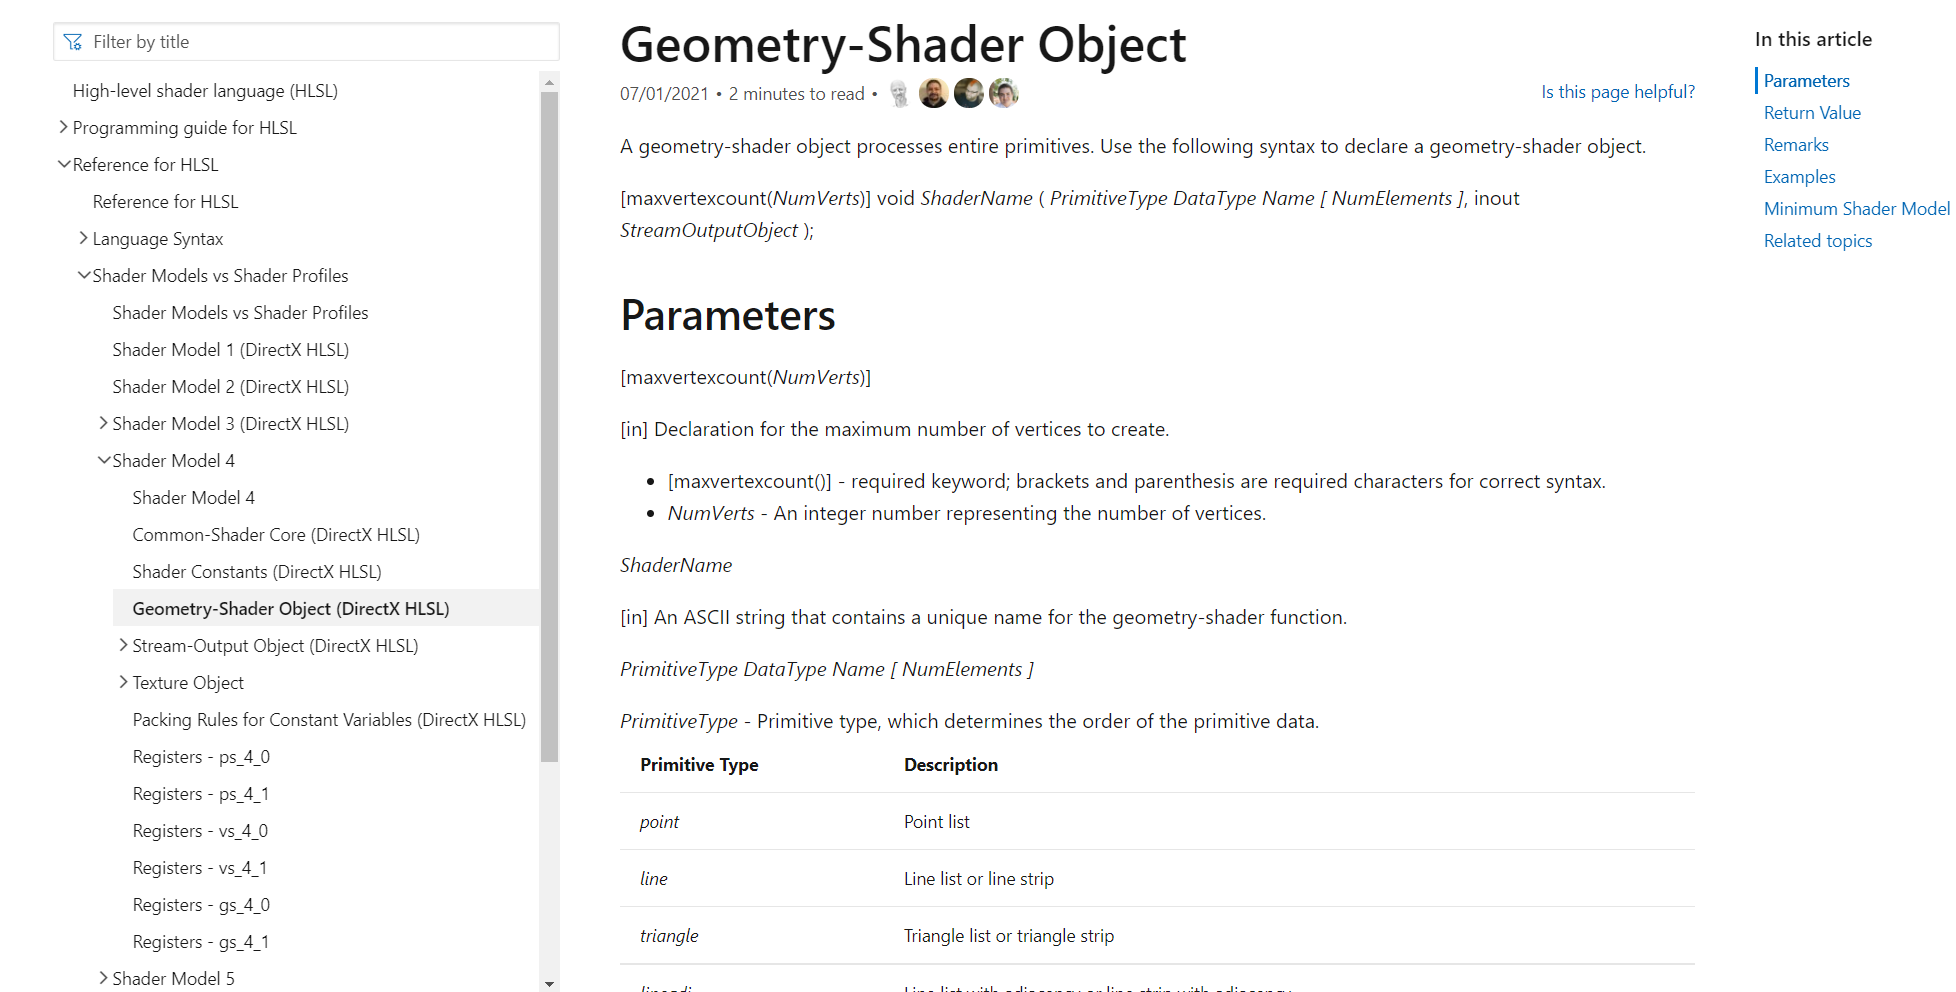 Filter by title
High-level shader language (HLSL)
Programming guide for HLSL
Reference for HLSL
Reference for HLSL
Language Syntax
Shader Models vs Shader Profiles
Shader Models vs Shader Profiles
Shader Model 1 (DirectX HLSL)
Shader Model 2 (DirectX HLSL)
Shader Model 3 (DirectX HLSL)
Shader Model 4
Shader Model 4
Common-Shader Core (DirectX HLSL)
Shader Constants (DirectX HLSL)
Geometry-Shader Object (DirectX HLSL)
Stream-Output Object (DirectX HLSL)
Texture Object
Packing Rules for Constant Variables (DirectX HLSL)
Registers - ps_4_0
Registers - ps_4_1
Registers - vs_4_0
Registers - vs_4_1
Registers - gs_4_0
Registers - gs_4_1
Shader Model 5
Geometry-Shader Object
07/01/2021 • 2 minutes to read •
Is this page helpful?
A geometry-shader object processes entire primitives. Use the following syntax to declare a geometry-shader object.
[maxvertexcount(NumVerts)] void ShaderName ( PrimitiveType DataType Name [ NumElements ], inout
StreamOutputObject );
Parameters
[maxvertexcount(NumVerts)]
[in] Declaration for the maximum number of vertices to create.
• [maxvertexcount()] - required keyword; brackets and parenthesis are required characters for correct syntax.
• NumVerts - An integer number representing the number of vertices.
ShaderName
[in] An ASCII string that contains a unique name for the geometry-shader function.
PrimitiveType DataType Name [ NumElements ]
PrimitiveType - Primitive type, which determines the order of the primitive data.
Primitive Type Description
point Point list
line Line list or line strip
triangle Triangle list or triangle strip
lineadj Line list with adjacency or line strip with adjacency
In this article
Parameters
Return Value
Remarks
Examples
Minimum Shader Model
Related topics